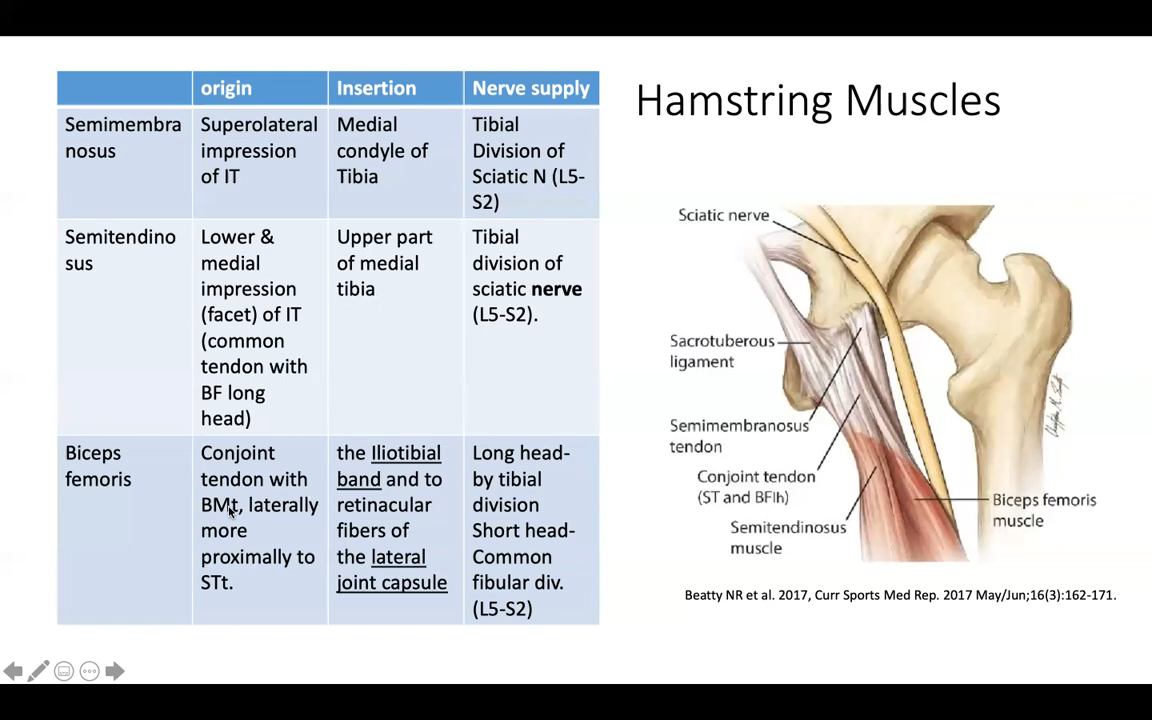 Hamstring Muscles
origin Insertion Nerve supply
Semimembra Superolateral Medial Tibial
nosus impression condyle of Division of
of IT Tibia Sciatic N (L5-
S2)
Semitendino Lower & Upper part Tibial
sus medial of medial division of
impression tibia sciatic nerve
(facet) of IT (L5-S2).
(common
tendon with
BF long
head)
Biceps Conjoint the Iliotibial Long head-
femoris tendon with band and to by tibial
BMt, laterally retinacular division
more fibers of Short head-
proximally to the lateral Common
STt. joint capsule fibular div.
(L5-S2)
Sciatic nerve
Sacrotuberous
ligament
Semimembranosus
tendon
Conjoint tendon
(ST and BFlh)
Semitendinosus
muscle
Biceps femoris
muscle
Beatty NR et al. 2017, Curr Sports Med Rep. 2017 May/Jun;16(3):162-171.